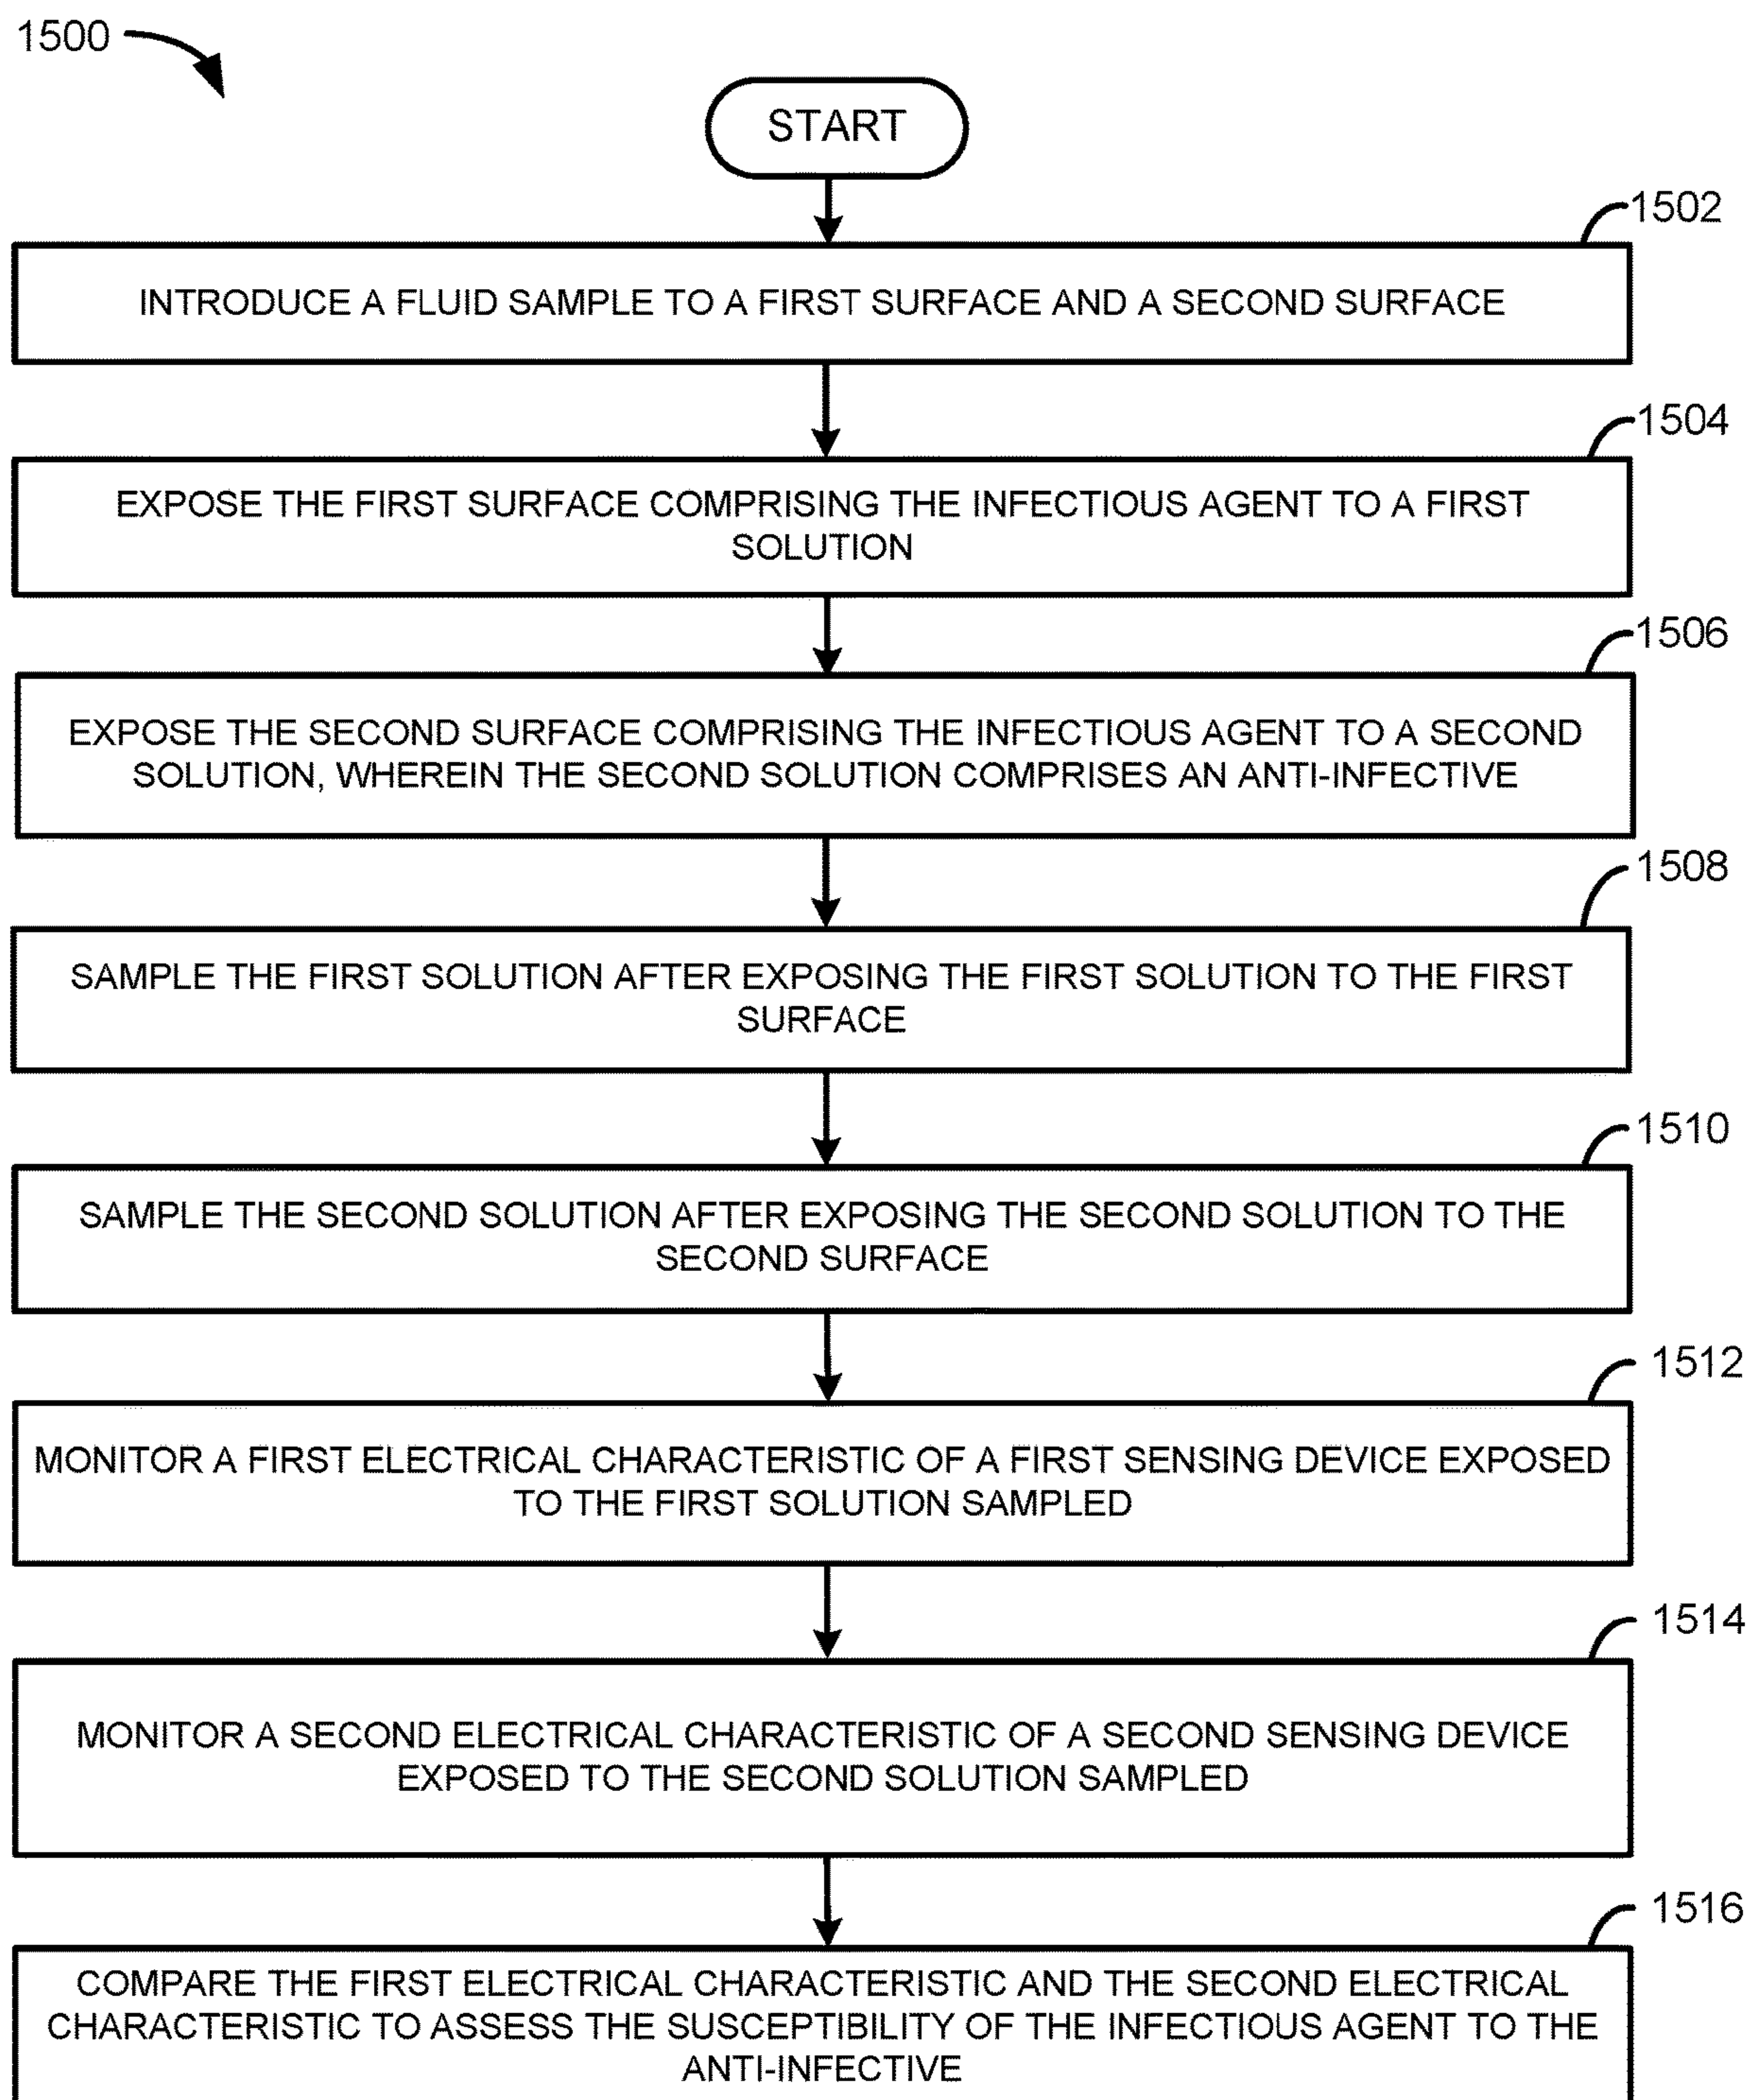 1500
START
1502
INTRODUCE A FLUID SAMPLE TO A FIRST SURFACE AND A SECOND SURFACE
1504
EXPOSE THE FIRST SURFACE COMPRISING THE INFECTIOUS AGENT TO A FIRST
SOLUTION
1506
EXPOSE THE SECOND SURFACE COMPRISING THE INFECTIOUS AGENT TO A SECOND
SOLUTION, WHEREIN THE SECOND SOLUTION COMPRISES AN ANTI-INFECTIVE
1508
SAMPLE THE FIRST SOLUTION AFTER EXPOSING THE FIRST SOLUTION TO THE FIRST
SURFACE
1510
SAMPLE THE SECOND SOLUTION AFTER EXPOSING THE SECOND SOLUTION TO THE
SECOND SURFACE
1512
MONITOR A FIRST ELECTRICAL CHARACTERISTIC OF A FIRST SENSING DEVICE EXPOSED
TO THE FIRST SOLUTION SAMPLED
1514
MONITOR A SECOND ELECTRICAL CHARACTERISTIC OF A SECOND SENSING DEVICE
EXPOSED TO THE SECOND SOLUTION SAMPLED
1516
COMPARE THE FIRST ELECTRICAL CHARACTERISTIC AND THE SECOND ELECTRICAL
CHARACTERISTIC TO ASSESS THE SUSCEPTIBILITY OF THE INFECTIOUS AGENT TO THE
ANTI-INFECTIVE